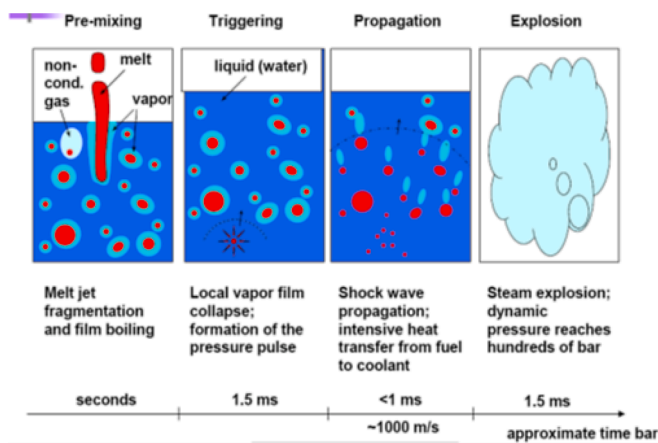 Pre-mixing
Triggering
Propagation
Explosion
non-
cond.
gas
melt
vapor
liquid (water)
Melt jet
fragmentation
and film boiling
Local vapor film
collapse;
formation of the
pressure pulse
Shock wave
propagation;
intensive heat
transfer from fuel
to coolant
Steam explosion;
dynamic
pressure reaches
hundreds of bar
seconds
1.5 ms
<1 ms
1.5 ms
~1000 m/s
approximate time bar